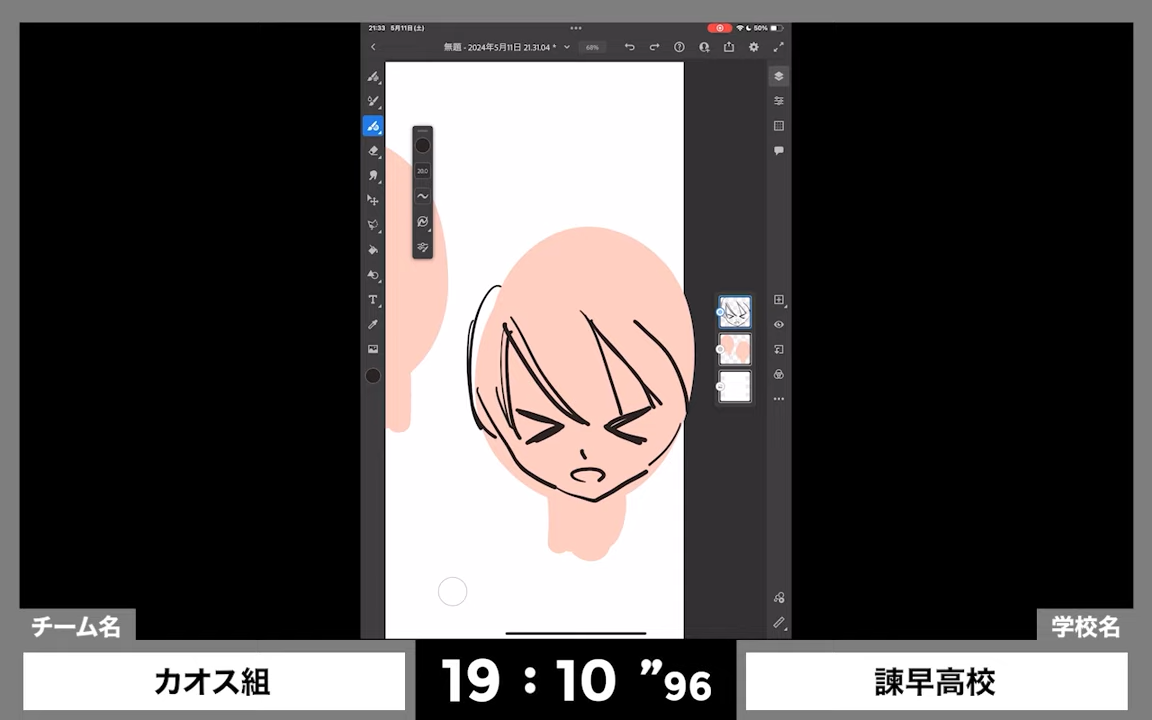 21:33 5月11日(土)
50%
無題 - 2024年5月11日 21.31.04 *
68%
20.0
T
チーム名
学校名
カオス組
19:10”96
諫早高校